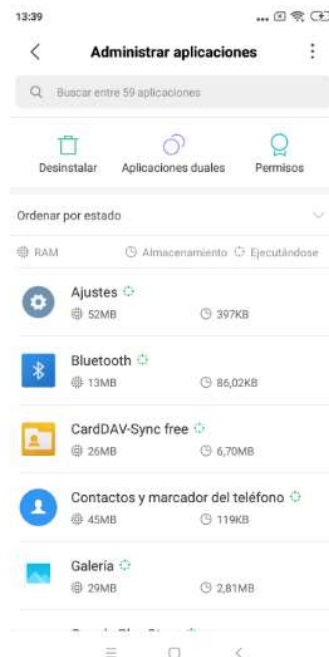 13:39
Administrar aplicaciones
Buscar entre 59 aplicaciones
Desinstalar Aplicaciones duales Permisos
Ordenar por estado
RAM Almacenamiento Ejecutándose
Ajustes
52MB 397KB
Bluetooth
13MB 86,02KB
CardDAV-Sync free
26MB 6,70MB
Contactos y marcador del teléfono
45MB 119KB
Galería
29MB 2,81MB